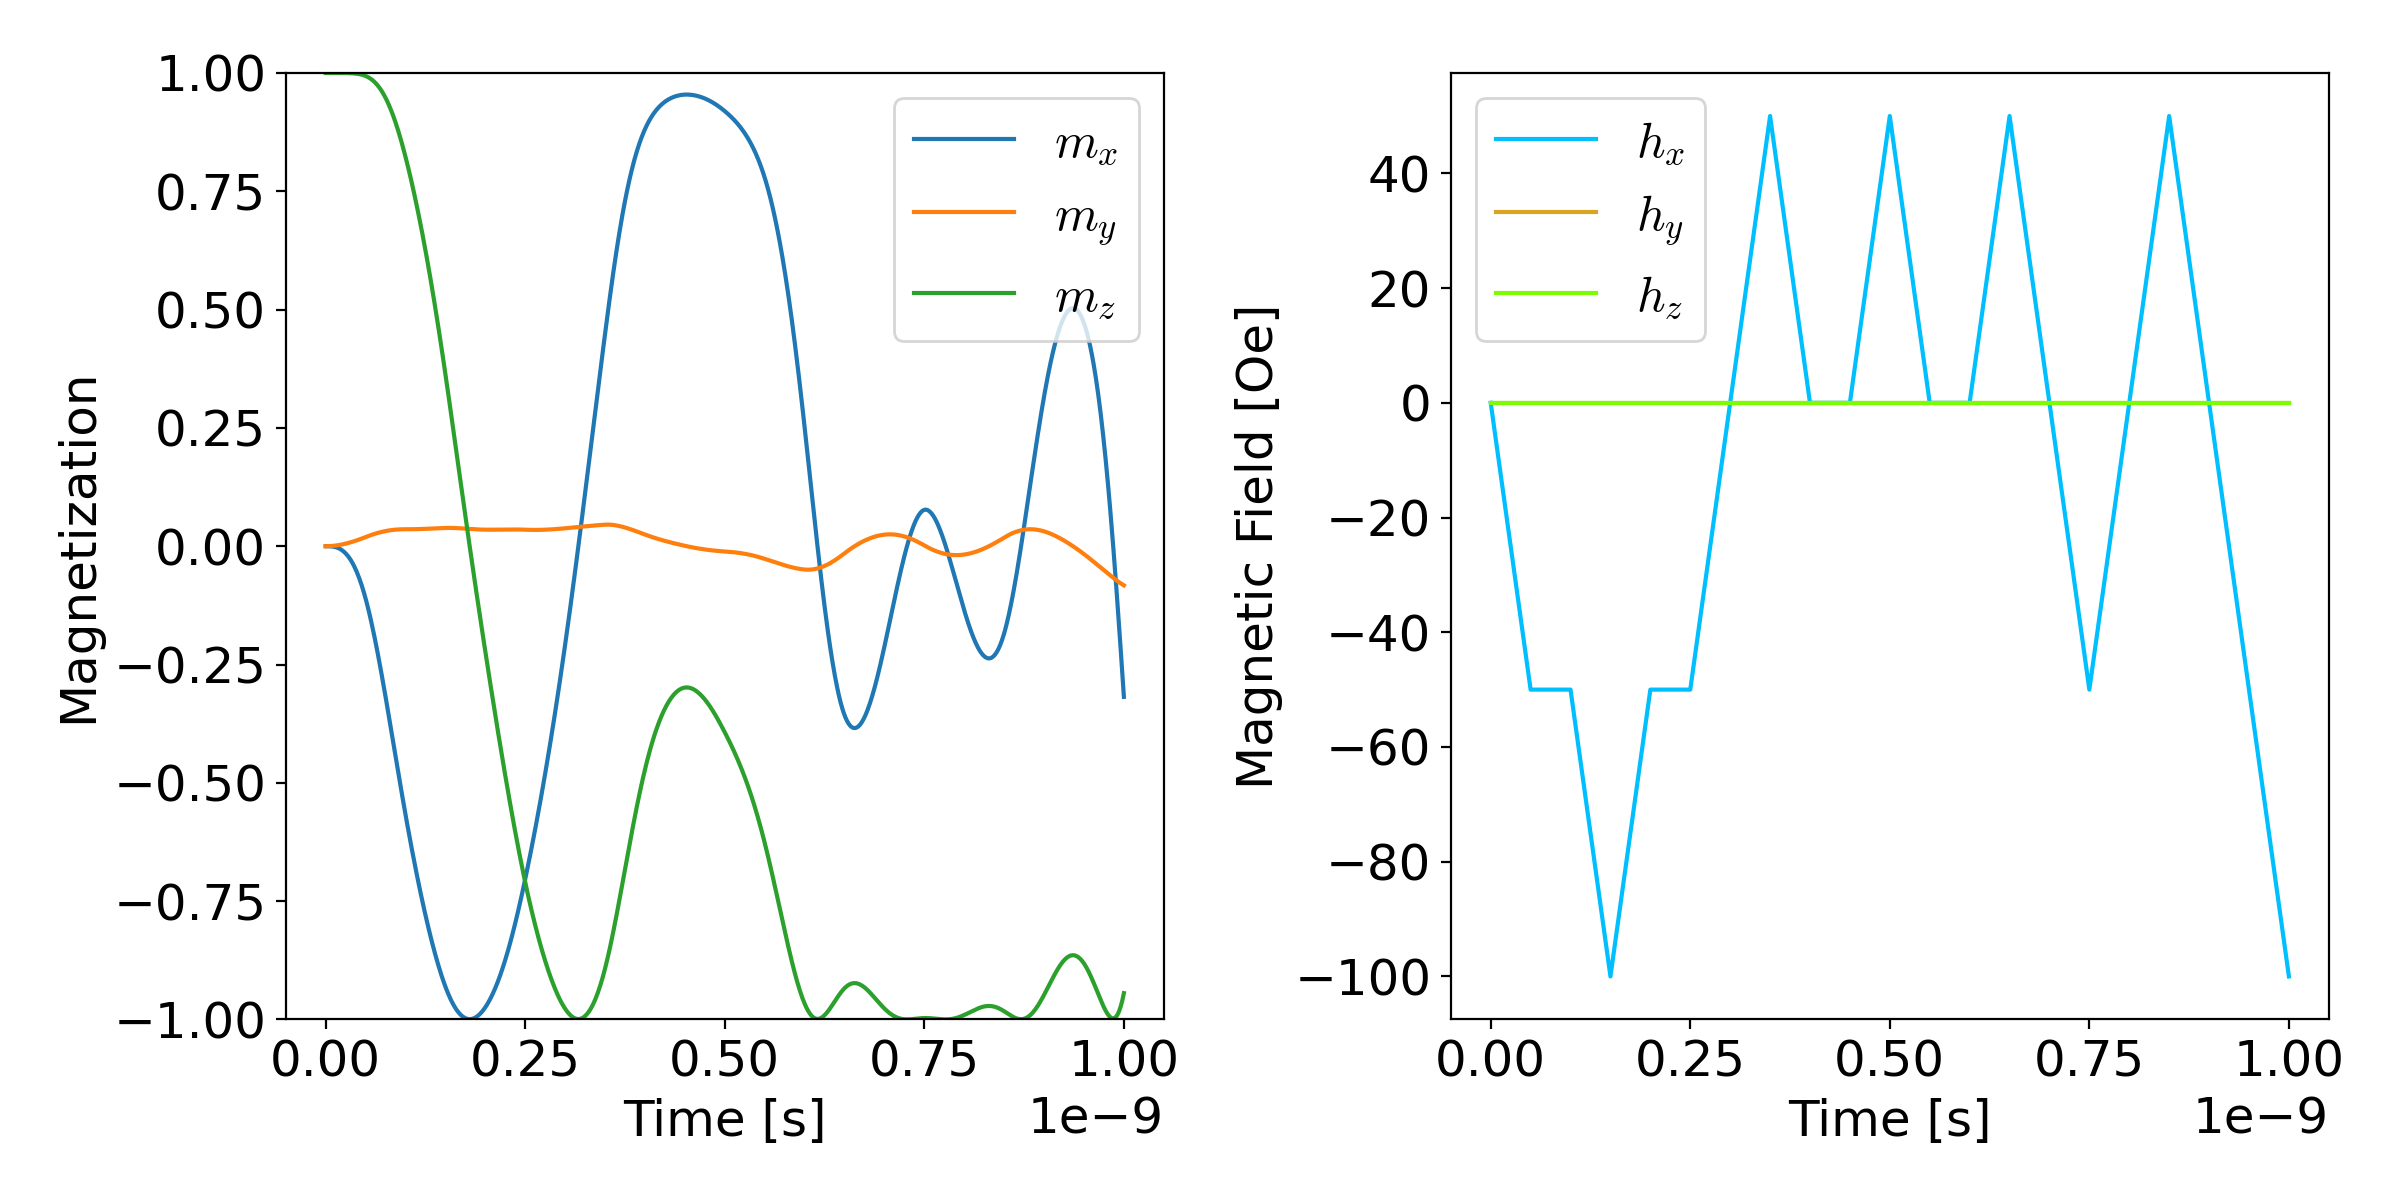 Magnetization
1.00
0.75
0.50
0.25
0.00
−0.25
−0.50
−0.75
−1.00
0.00 0.25 0.50 0.75 1.00
Time [s]
1e−9
m_x
m_y
m_z
Magnetic Field [Oe]
40
20
0
−20
−40
−60
−80
−100
0.00 0.25 0.50 0.75 1.00
Time [s]
1e−9
h_x
h_y
h_z